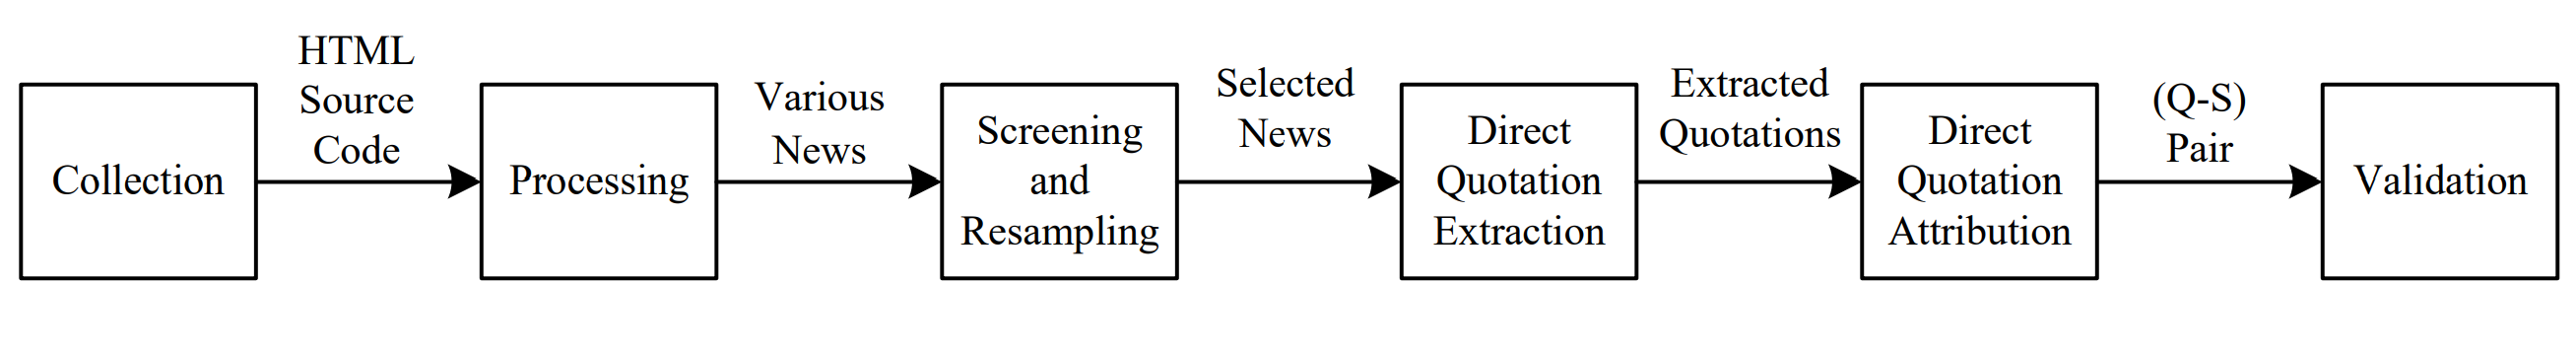 Collection
HTML
Source
Code
Processing
Various
News
Screening
and
Resampling
Selected
News
Direct
Quotation
Extraction
Extracted
Quotations
Direct
Quotation
Attribution
(Q-S)
Pair
Validation